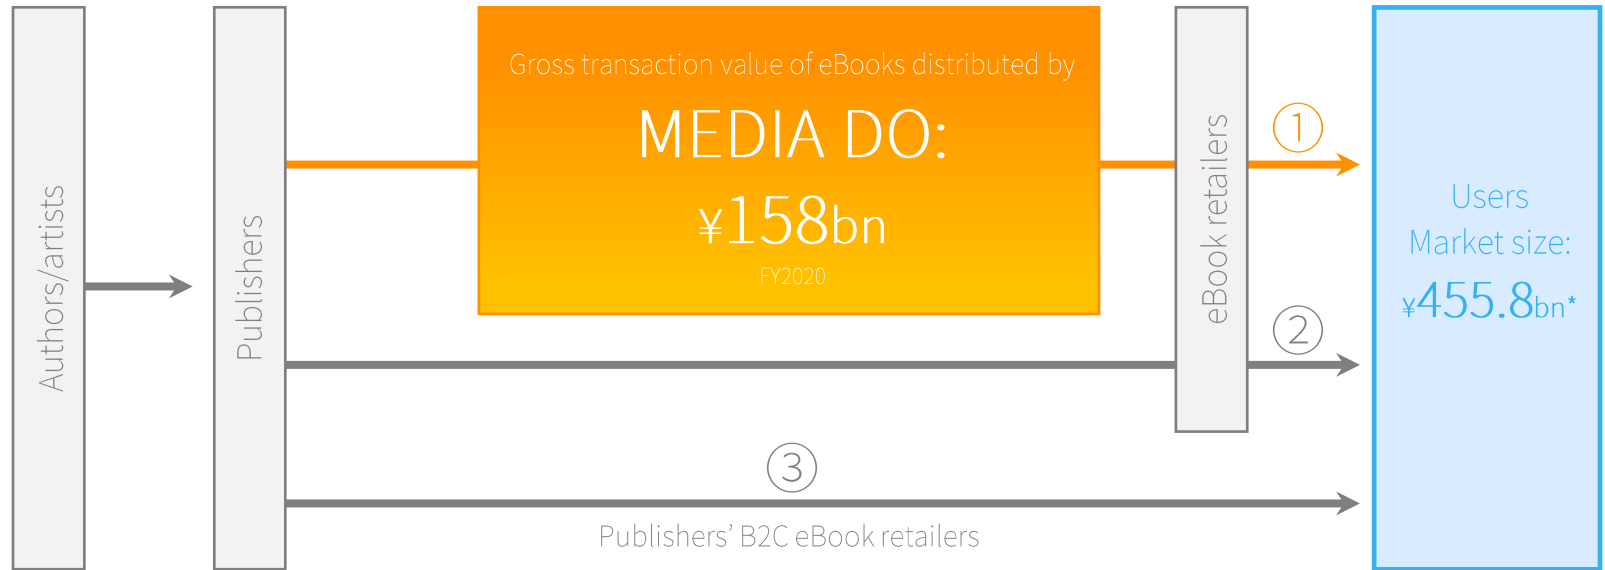 Authors/artists
Publishers
Gross transaction value of eBooks distributed by
MEDIA DO:
¥158bn
FY2020
eBook retailers
①
②
③
Publishers’ B2C eBook retailers
Users
Market size:
¥455.8bn*